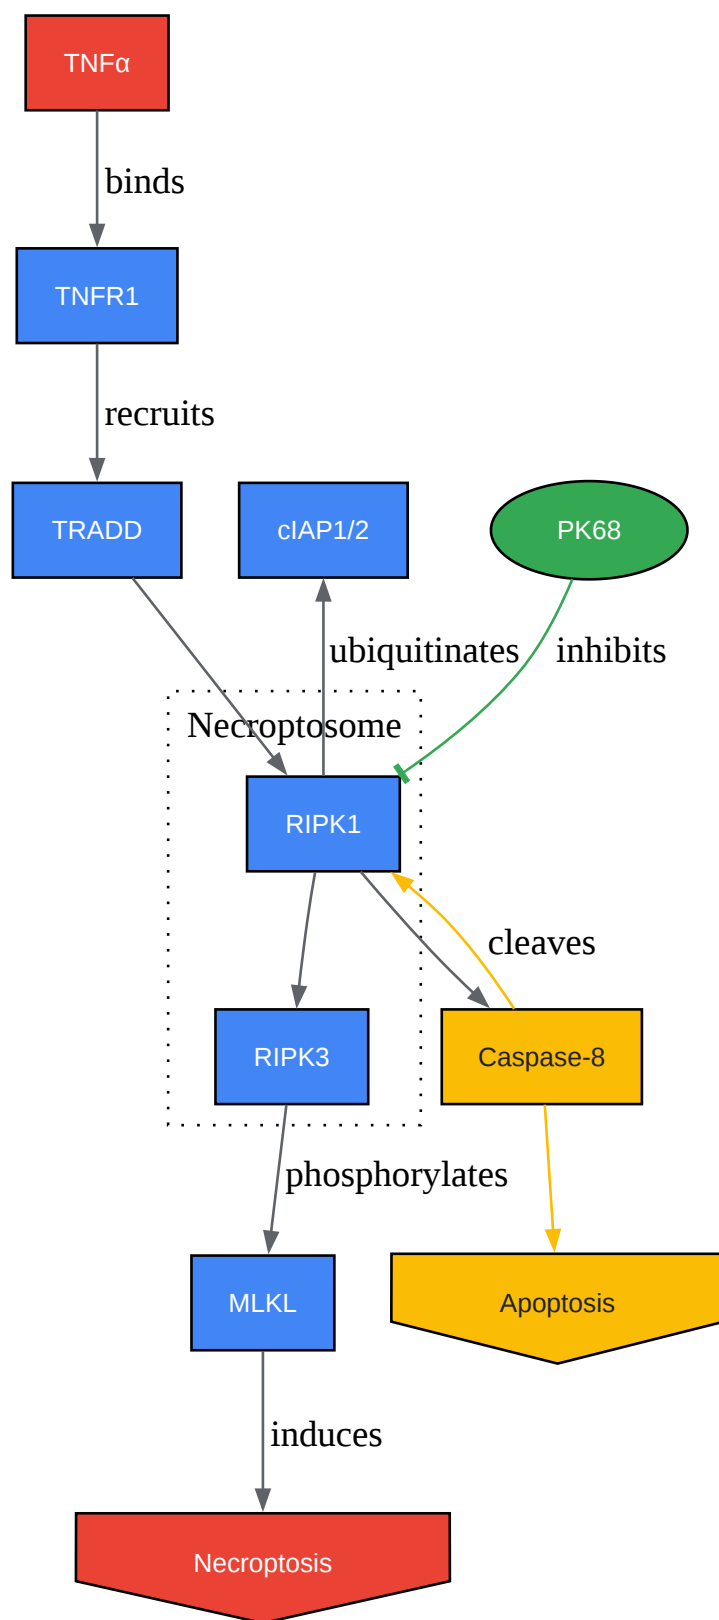 TNFα
binds
TNFR1
recruits
TRADD
cIAP1/2
PK68
ubiquitinates
inhibits
Necroptosome
RIPK1
cleaves
RIPK3
Caspase-8
phosphorylates
MLKL
Apoptosis
induces
Necroptosis